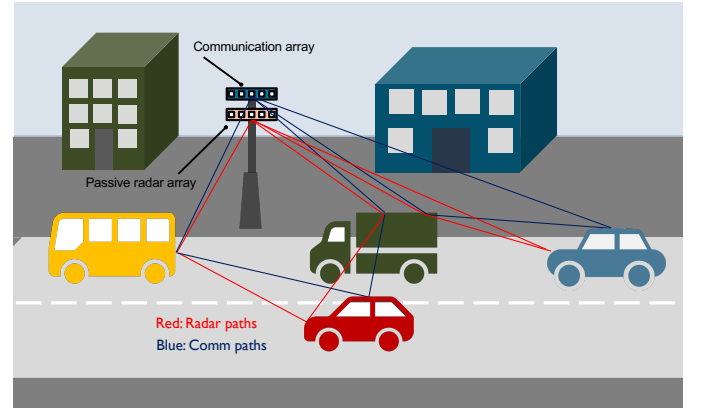 Communication array
Passive radar array
Red: Radar paths
Blue: Comm paths